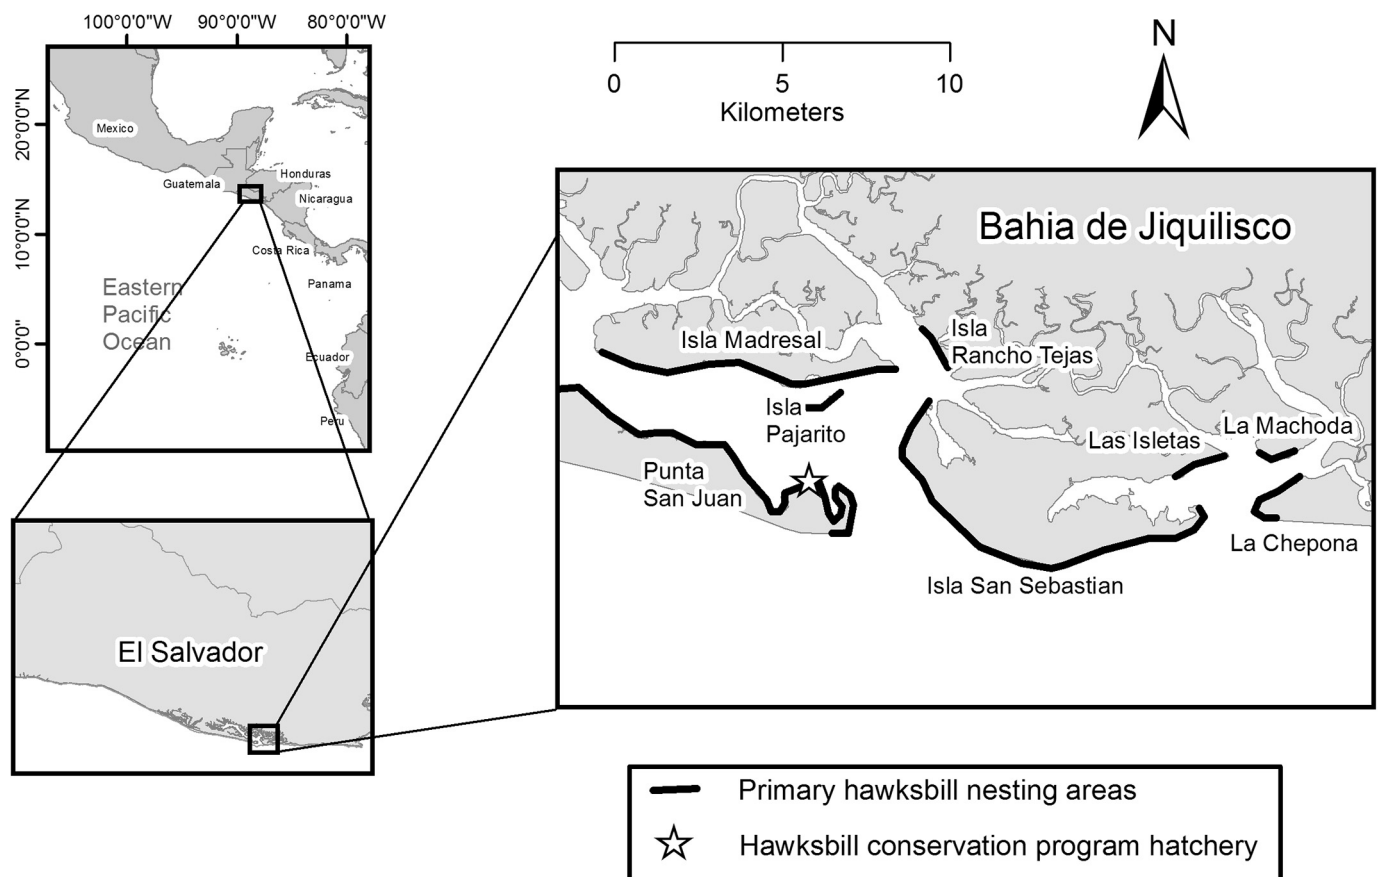 100°0'0"W 90°0'0"W 80°0'0"W
20°0'0"N
10°0'0"N
0°0'0"
Mexico
Guatemala
Honduras
Nicaragua
Costa Rica
Panama
Ecuador
Peru
Eastern
Pacific
Ocean
El Salvador
0 5 10
Kilometers
N
Bahia de Jiquilisco
Isla Madresal
Isla
Rancho Tejas
Isla
Pajarito
Punta
San Juan
Las Isletas
La Machoda
La Chepona
Isla San Sebastian
Primary hawksbill nesting areas
Hawksbill conservation program hatchery